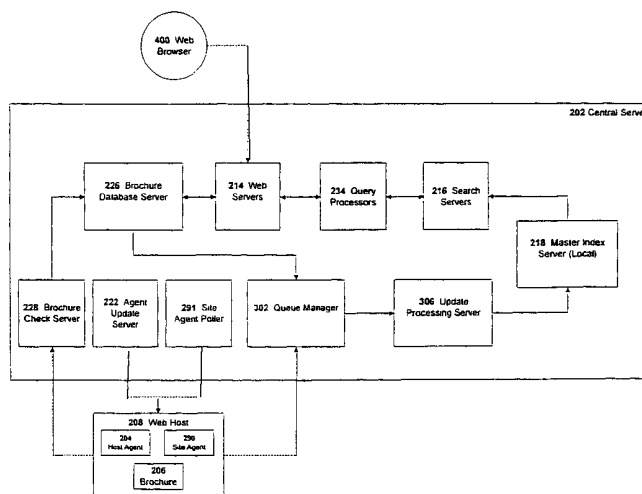 400 Web
Browser
202 Central Serve
226 Brochure
Database Server
214 Web
Servers
234 Query
Processors
216 Search
Servers
218 Master Index
Server (Local)
228 Brochure
Check Server
222 Agent
Update
Server
291 Site
Agent Poller
302 Queue Manager
306 Update
Processing Server
208 Web Host
204
Host Agent
290
Site Agent
206
Brochure